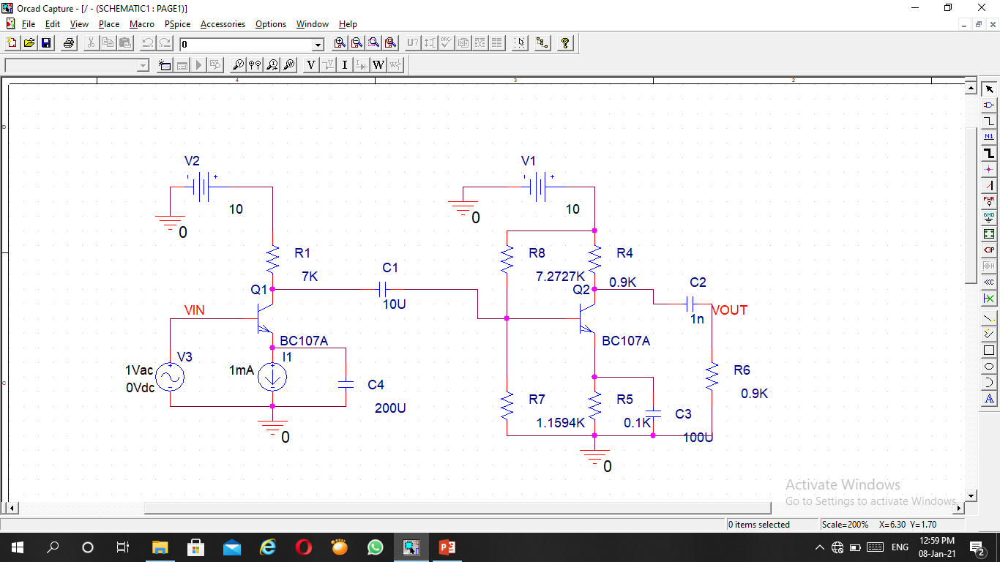 Orcad Capture - [/ - (SCHEMATIC1 : PAGE1)]
File Edit View Place Macro PSpice Accessories Options Window Help
0
U?
DRC
V V I I W W
4 3 2
D
C
N1
PWR
GND
V2
10
0
R1
7K
C1
10U
Q1
VIN
BC107A
V3
1Vac
0Vdc
I1
1mA
C4
200U
0
V1
10
0
R8
7.2727K
R4
0.9K
Q2
C2
1n
VOUT
BC107A
R6
0.9K
R7
1.1594K
R5
0.1K
C3
100U
0
Activate Windows
Go to Settings to activate Windows.
0 items selected Scale=200% X=6.30 Y=1.70
ENG 12:59 PM
08-Jan-21
2